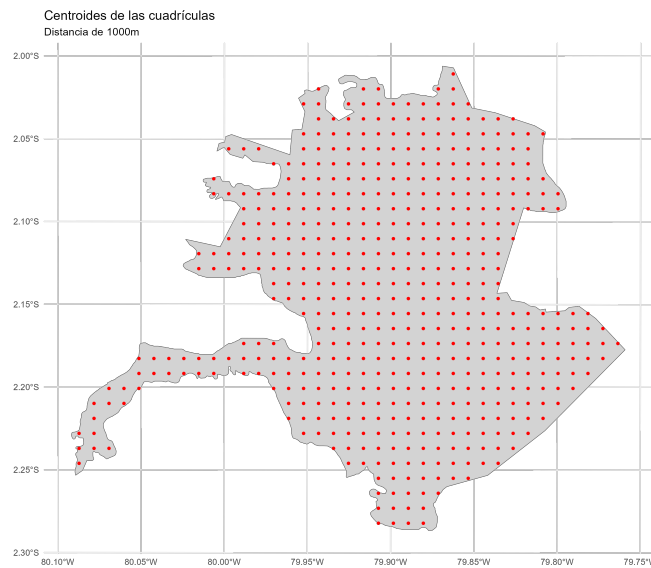 Centroides de las cuadrículas
Distancia de 1000m
2.00°S
2.05°S
2.10°S
2.15°S
2.20°S
2.25°S
2.30°S
80.10°W 80.05°W 80.00°W 79.95°W 79.90°W 79.85°W 79.80°W